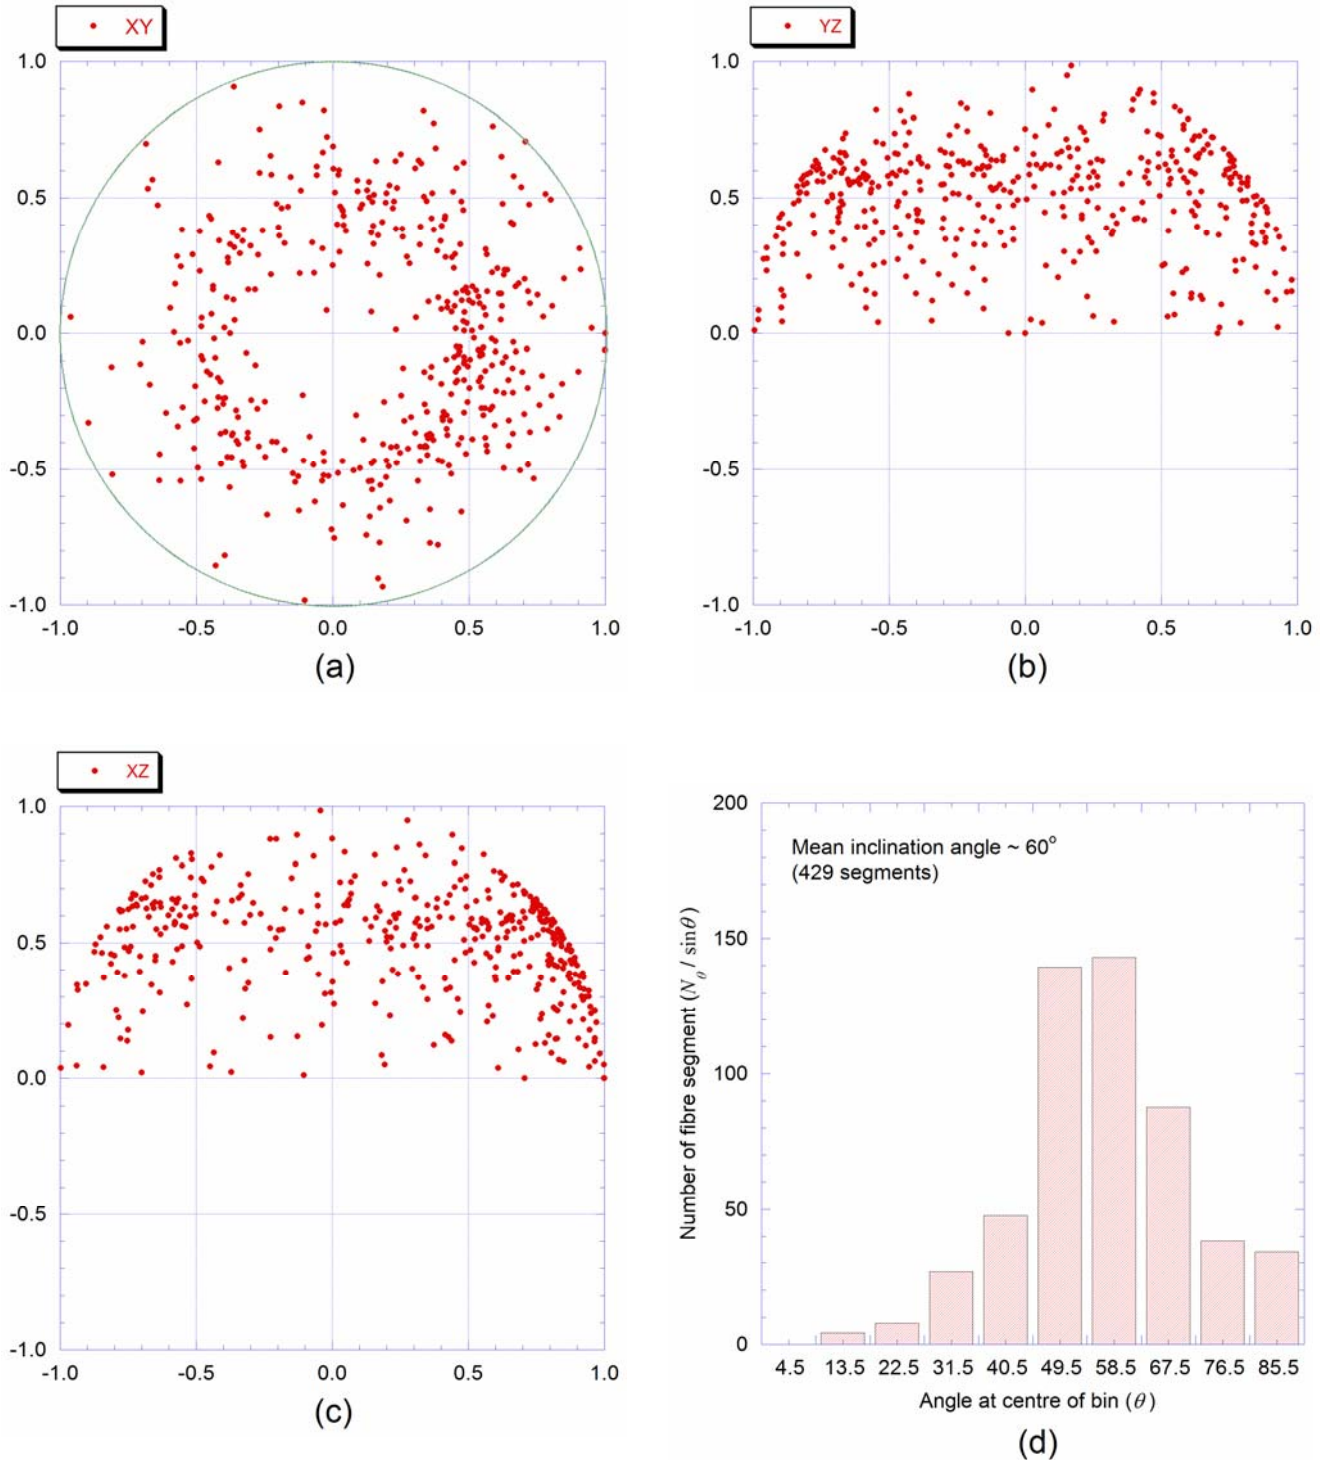 XY
1.0
0.5
0.0
-0.5
-1.0
-1.0 -0.5 0.0 0.5 1.0
(a)
YZ
1.0
0.5
0.0
-0.5
-1.0
-1.0 -0.5 0.0 0.5 1.0
(b)
XZ
1.0
0.5
0.0
-0.5
-1.0
-1.0 -0.5 0.0 0.5 1.0
(c)
Mean inclination angle ~ 60°
(429 segments)
Number of fibre segment (Nθ / sinθ)
200
150
100
50
0
4.5 13.5 22.5 31.5 40.5 49.5 58.5 67.5 76.5 85.5
Angle at centre of bin (θ)
(d)